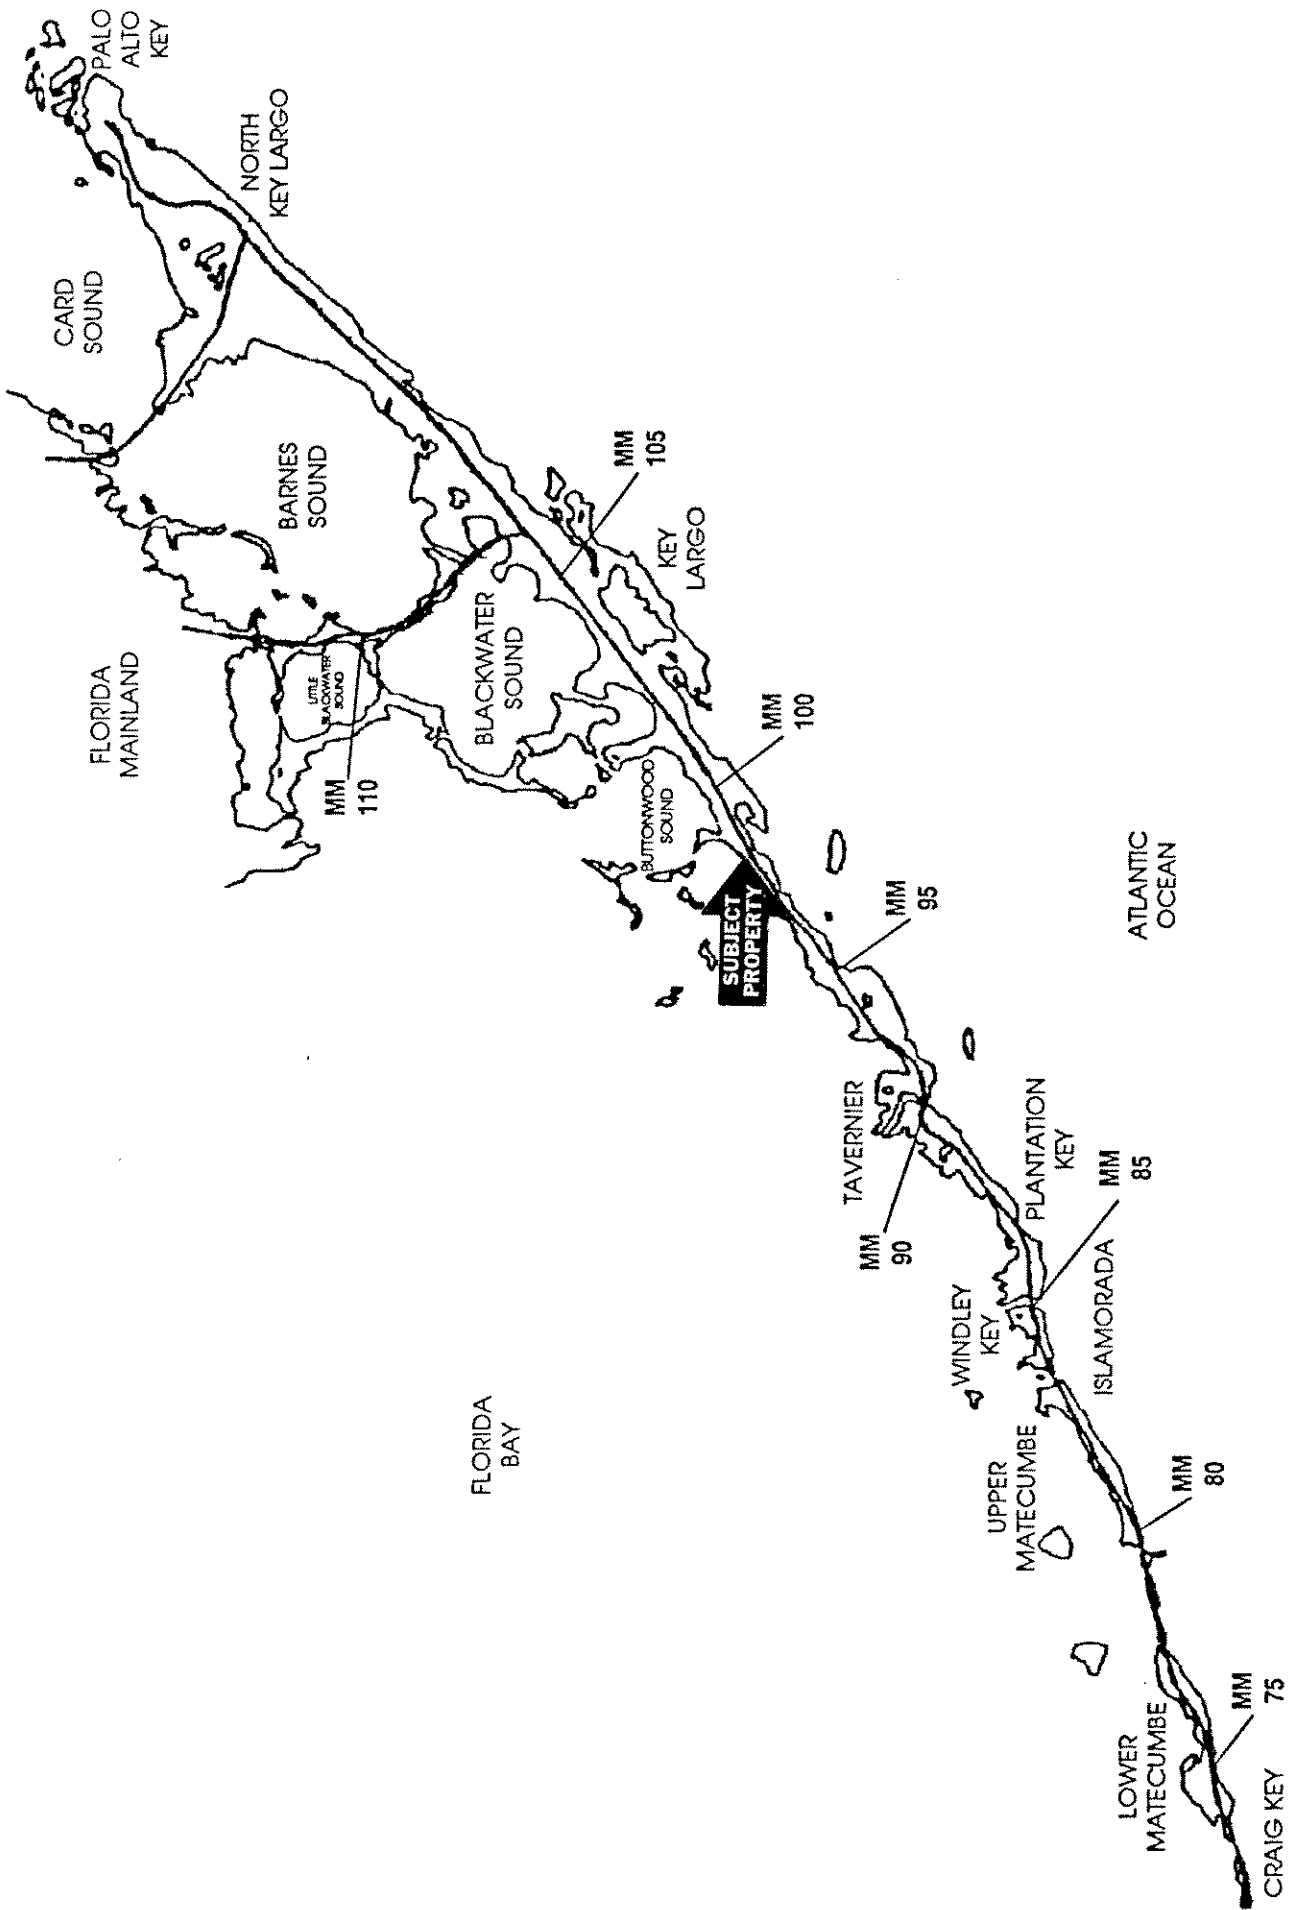 PALO
ALTO
KEY
NORTH
KEY LARGO
CARD
SOUND
BARNES
SOUND
MM
105
KEY
LARGO
FLORIDA
MAINLAND
LITTLE
BLACKWATER
SOUND
BLACKWATER
SOUND
MM
110
MM
100
BUTTONWOOD
SOUND
SUBJECT
PROPERTY
MM
95
ATLANTIC
OCEAN
TAVERNIER
MM
90
PLANTATION
KEY
MM
85
WINDLEY
KEY
ISLAMORADA
FLORIDA
BAY
UPPER
MATECUMBE
MM
80
LOWER
MATECUMBE
MM
75
CRAIG KEY